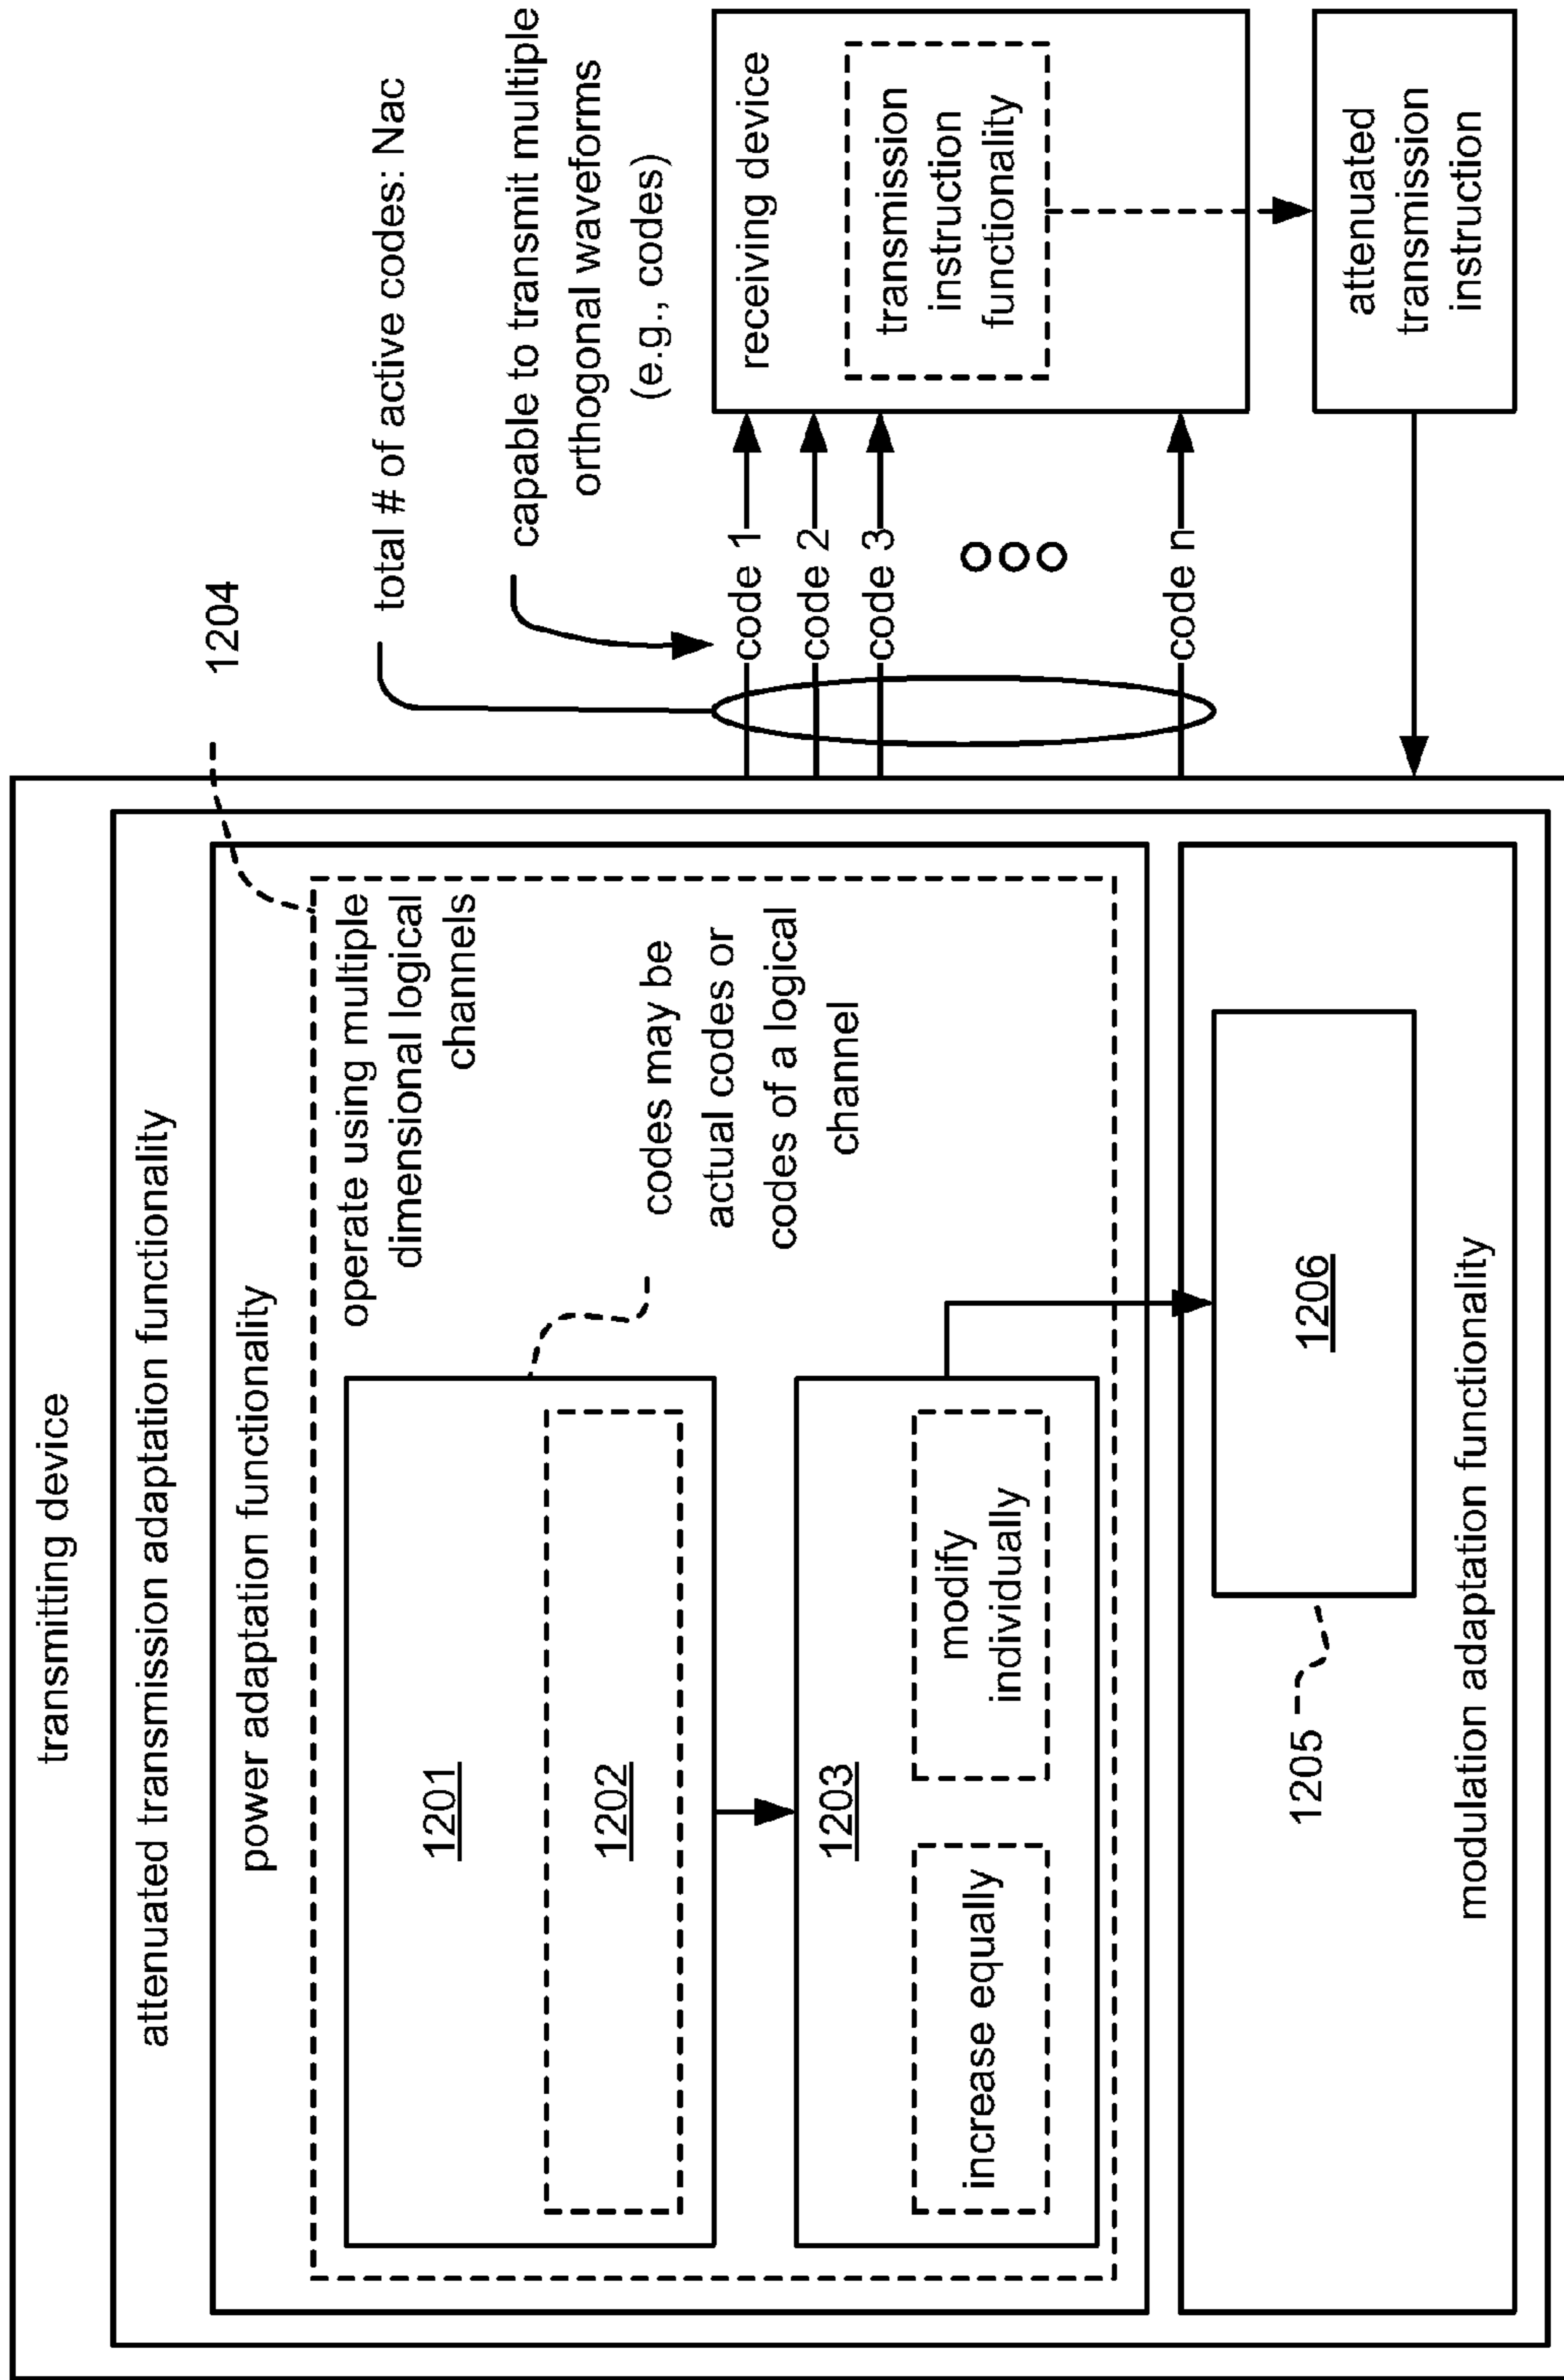 transmitting device
attenuated transmission adaptation functionality
power adaptation functionality
1204
operate using multiple
dimensional logical
channels
1201
1202
codes may be
actual codes or
codes of a logical
channel
1203
increase equally
modify
individually
1205
1206
modulation adaptation functionality
total # of active codes: Nac
capable to transmit multiple
orthogonal waveforms
(e.g., codes)
code 1
code 2
code 3
code n
receiving device
transmission
instruction
functionality
attenuated
transmission
instruction